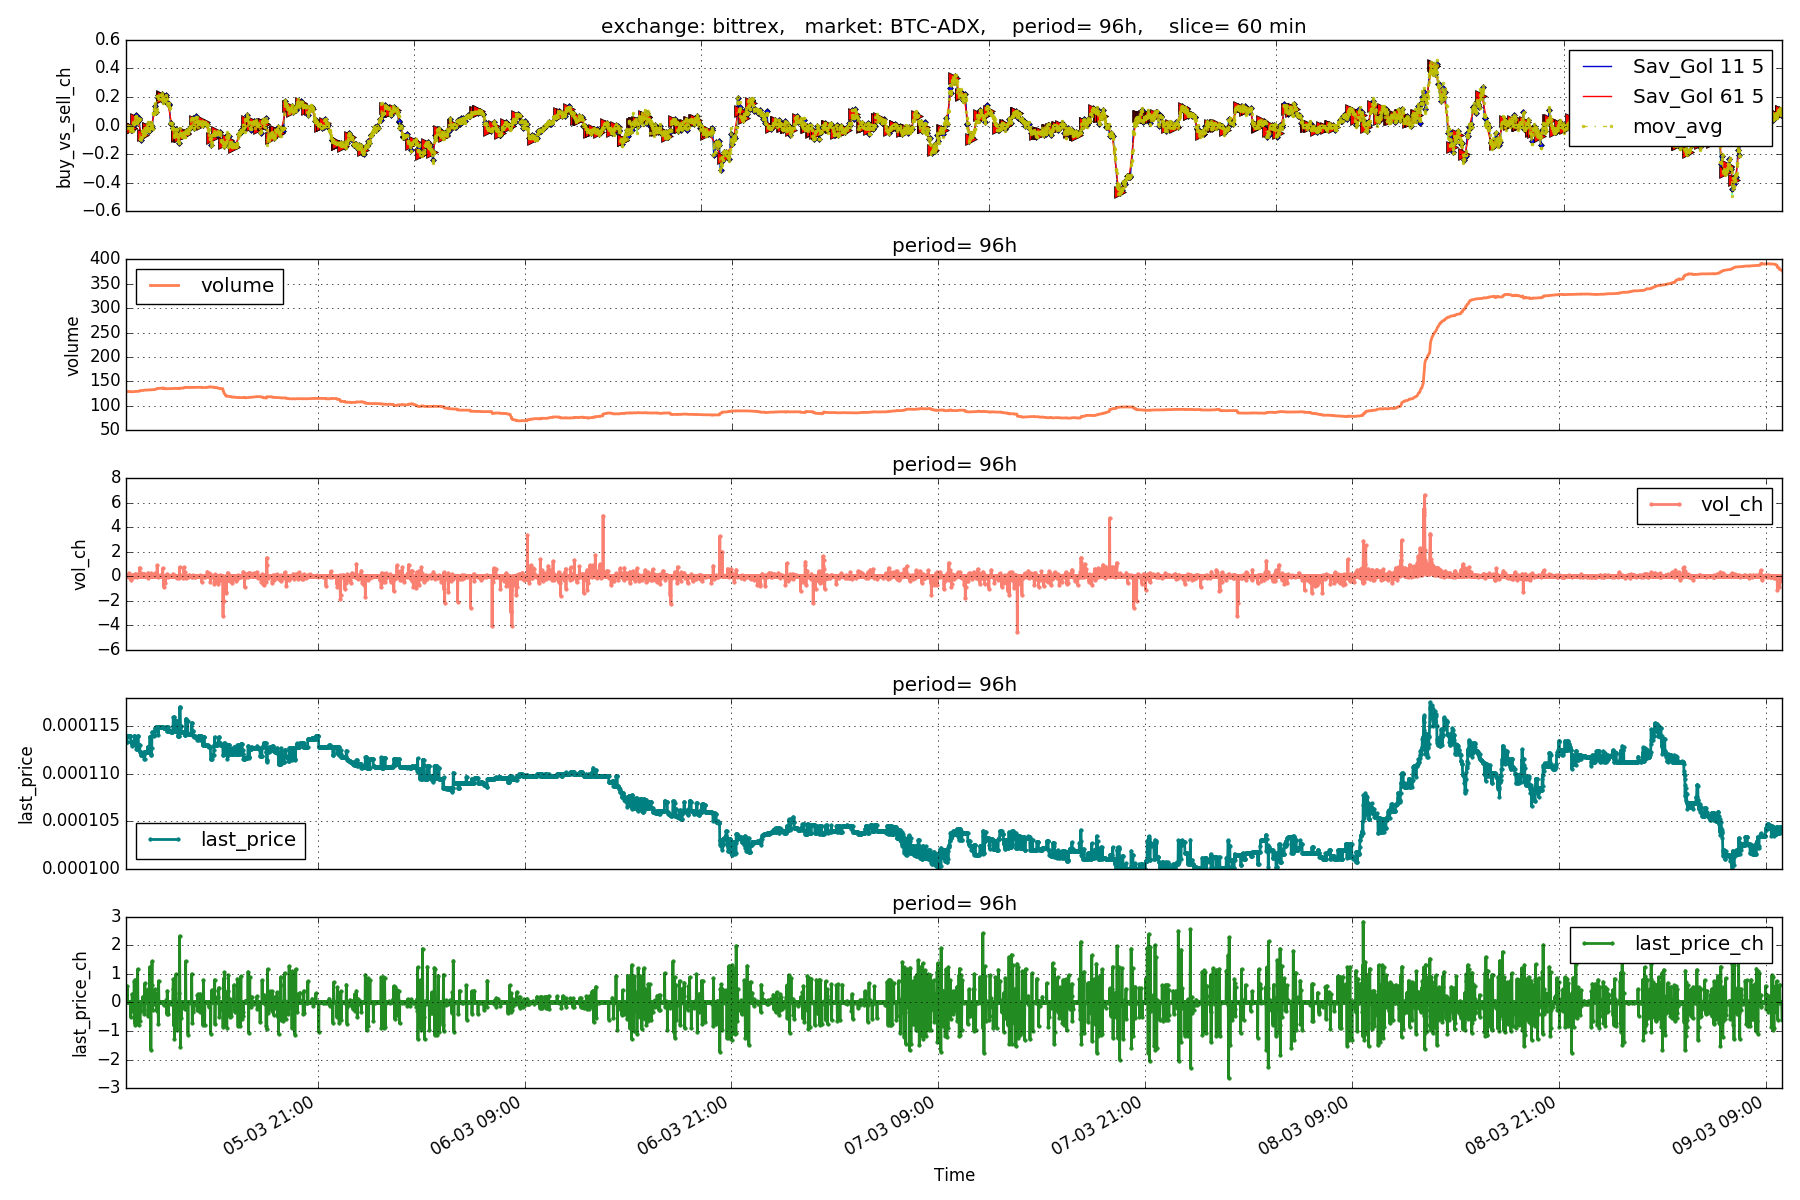 exchange: bittrex,   market: BTC-ADX,    period= 96h,    slice= 60 min
buy_vs_sell_ch
0.6
0.4
0.2
0.0
−0.2
−0.4
−0.6
Sav_Gol 11 5
Sav_Gol 61 5
mov_avg
period= 96h
volume
400
350
300
250
200
150
100
50
volume
period= 96h
vol_ch
8
6
4
2
0
−2
−4
−6
vol_ch
period= 96h
last_price
0.000115
0.000110
0.000105
0.000100
last_price
period= 96h
last_price_ch
3
2
1
0
−1
−2
−3
last_price_ch
05-03 21:00
06-03 09:00
06-03 21:00
07-03 09:00
07-03 21:00
08-03 09:00
08-03 21:00
09-03 09:00
Time